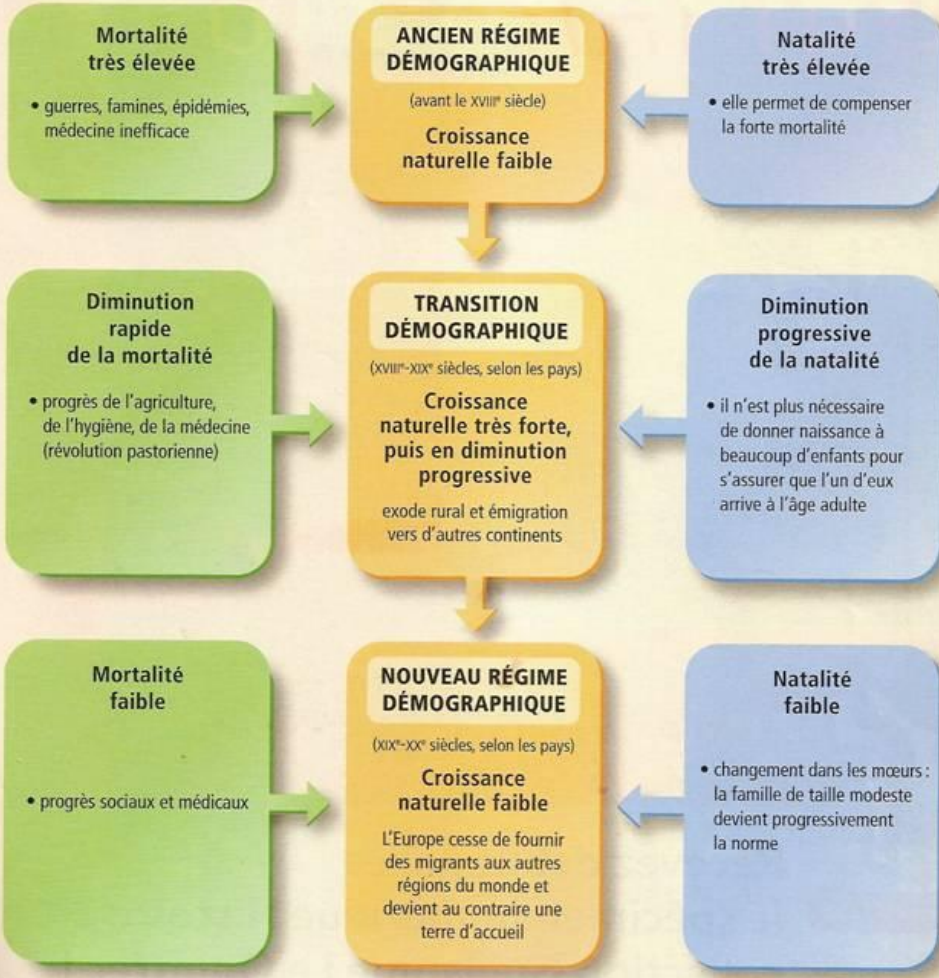 Mortalité
très élevée
• guerres, famines, épidémies,
médecine inefficace
ANCIEN RÉGIME
DÉMOGRAPHIQUE
(avant le XVIIIᵉ siècle)
Croissance
naturelle faible
Natalité
très élevée
• elle permet de compenser
la forte mortalité
Diminution
rapide
de la mortalité
• progrès de l'agriculture,
de l'hygiène, de la médecine
(révolution pastorienne)
TRANSITION
DÉMOGRAPHIQUE
(XVIIIᵉ-XIXᵉ siècles, selon les pays)
Croissance
naturelle très forte,
puis en diminution
progressive
exode rural et émigration
vers d'autres continents
Diminution
progressive
de la natalité
• il n'est plus nécessaire
de donner naissance à
beaucoup d'enfants pour
s'assurer que l'un d'eux
arrive à l'âge adulte
Mortalité
faible
• progrès sociaux et médicaux
NOUVEAU RÉGIME
DÉMOGRAPHIQUE
(XIXᵉ-XXᵉ siècles, selon les pays)
Croissance
naturelle faible
L'Europe cesse de fournir
des migrants aux autres
régions du monde et
devient au contraire une
terre d'accueil
Natalité
faible
• changement dans les mœurs :
la famille de taille modeste
devient progressivement
la norme